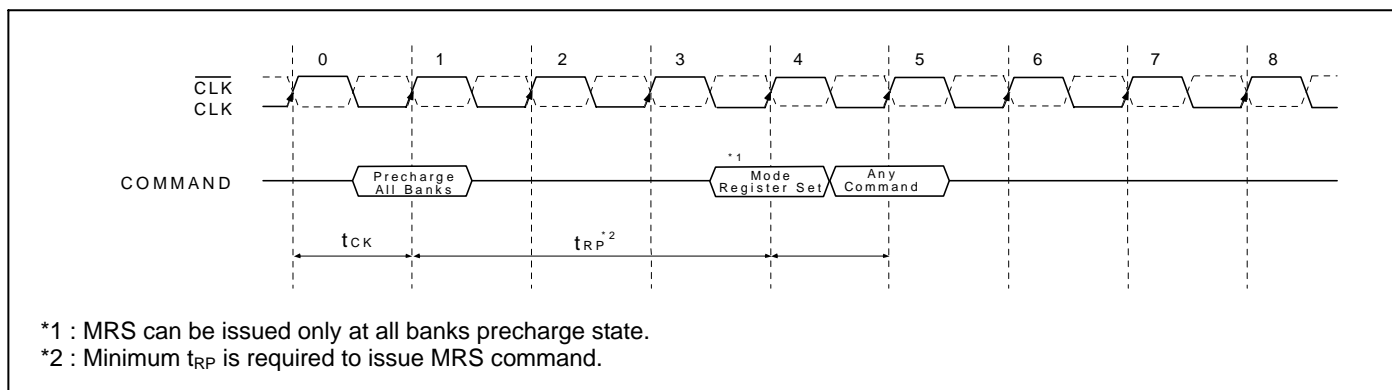 0 1 2 3 4 5 6 7 8
CLK
CLK
COMMAND
Precharge
All Banks
*1
Mode
Register Set
Any
Command
tCK
tRP*2
*1 : MRS can be issued only at all banks precharge state.
*2 : Minimum tRP is required to issue MRS command.